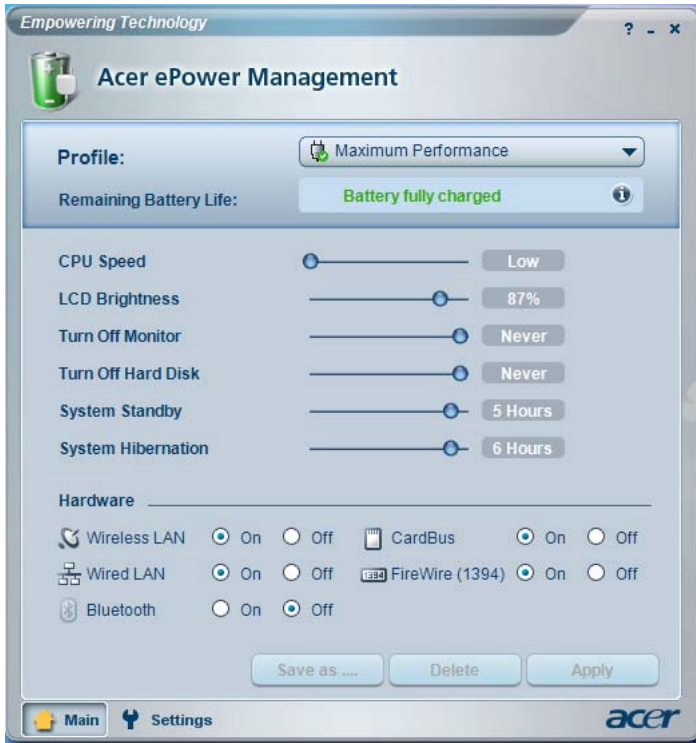 Empowering Technology
? - ×
Acer ePower Management
Profile: Maximum Performance
Remaining Battery Life: Battery fully charged i
CPU Speed Low
LCD Brightness 87%
Turn Off Monitor Never
Turn Off Hard Disk Never
System Standby 5 Hours
System Hibernation 6 Hours
Hardware
Wireless LAN On Off CardBus On Off
Wired LAN On Off 1394 FireWire (1394) On Off
Bluetooth On Off
Save as .... Delete Apply
Main Settings acer